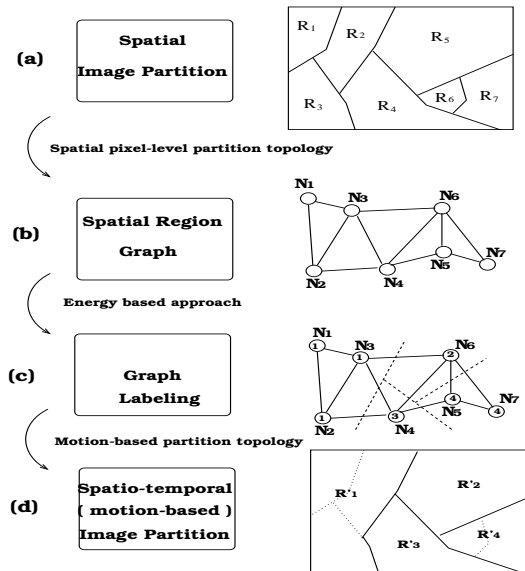 (a)
Spatial
Image Partition
R1
R2
R5
R3
R4
R6
R7
Spatial pixel-level partition topology
(b)
Spatial Region
Graph
N1
N3
N6
N2
N4
N5
N7
Energy based approach
(c)
Graph
Labeling
N1
N3
N6
1
1
2
1
3
4
4
N2
N4
N5
N7
Motion-based partition topology
(d)
Spatio-temporal
( motion-based )
Image Partition
R'1
R'2
R'3
R'4